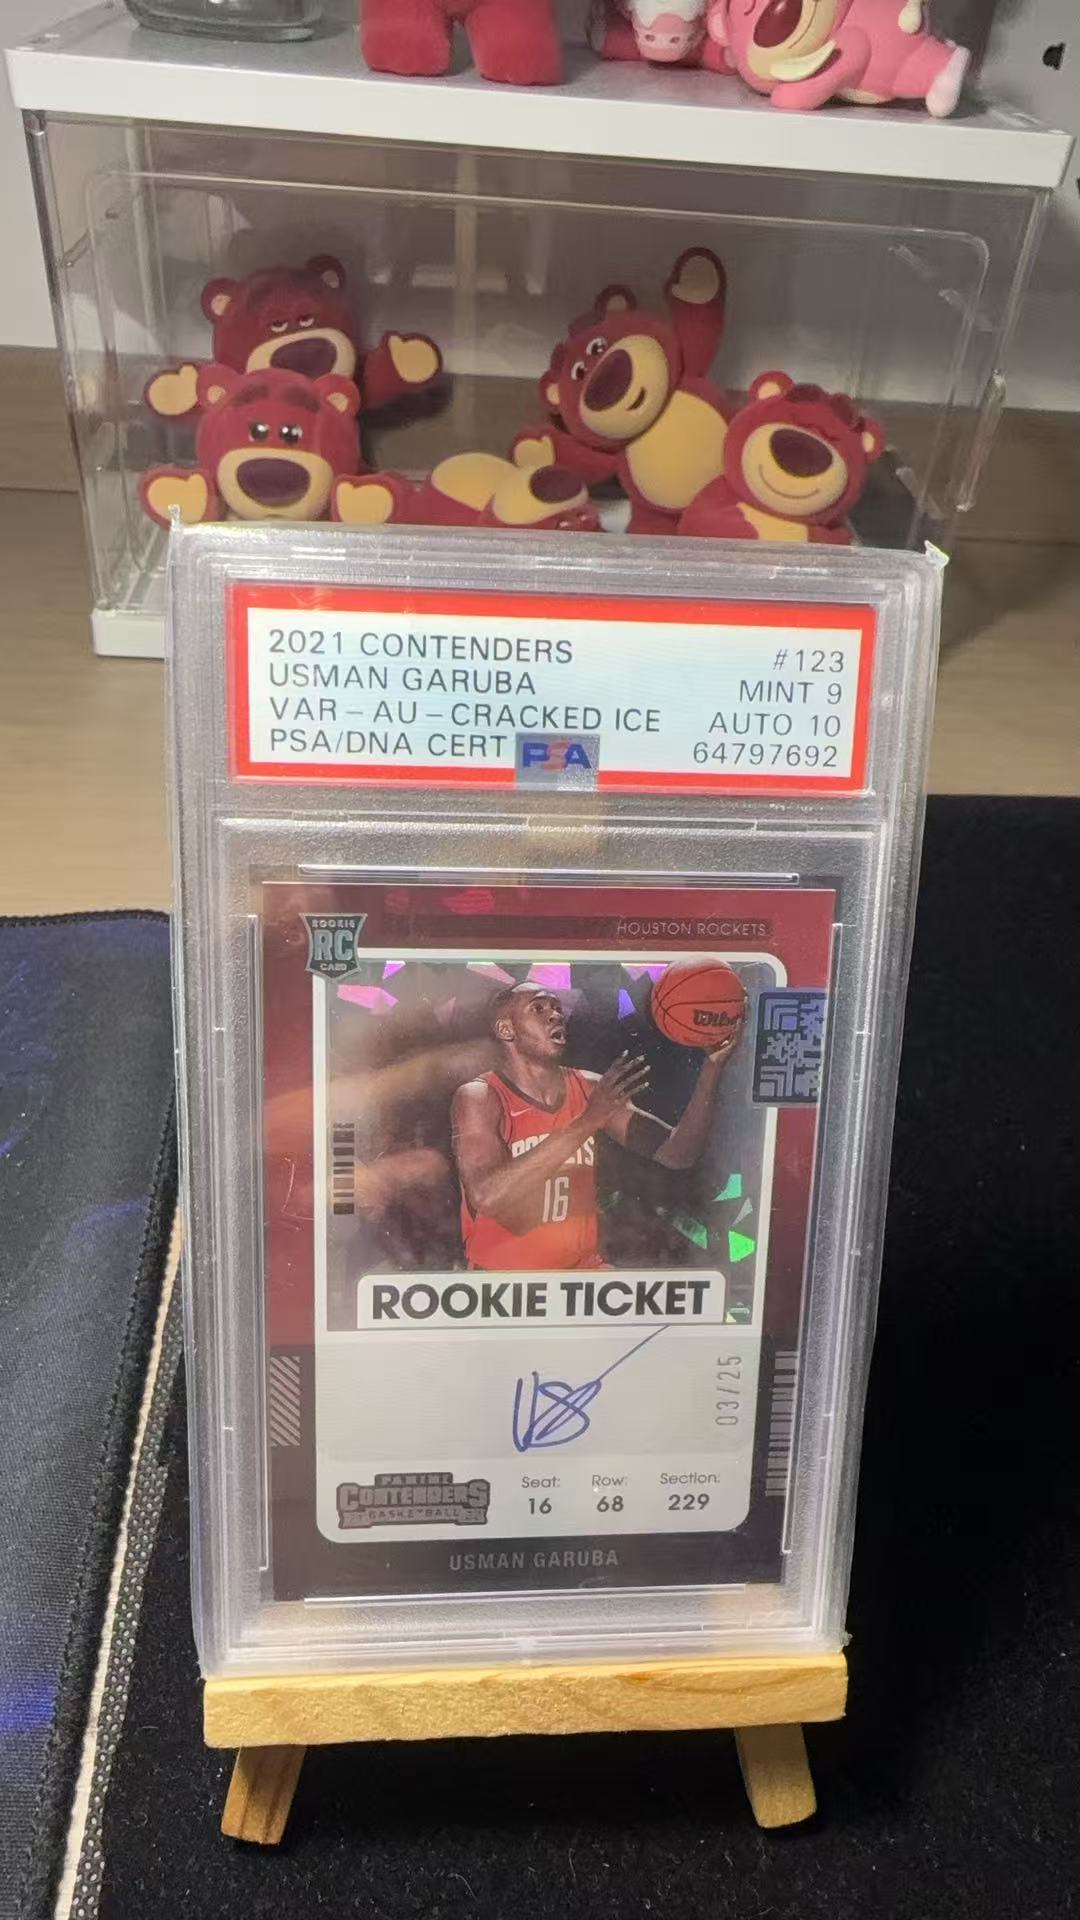 2021 CONTENDERS #123
USMAN GARUBA MINT 9
VAR-AU-CRACKED ICE AUTO 10
PSA/DNA CERT PSA 64797692
HOUSTON ROCKETS
ROOKIE
RC
CARD
Wilson
ROCKETS
16
ROOKIE TICKET
03/25
PANINI
CONTENDERS
BASKETBALL
Seat: Row: Section:
16 68 229
USMAN GARUBA